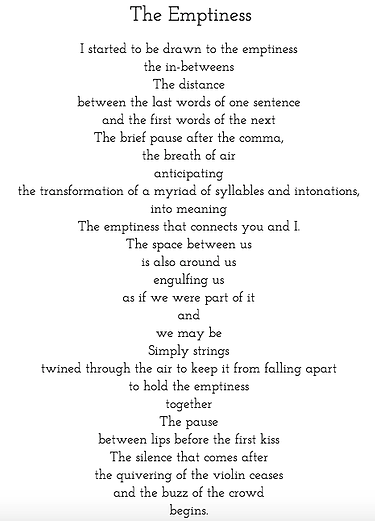 The Emptiness
I started to be drawn to the emptiness
the in-betweens
The distance
between the last words of one sentence
and the first words of the next
The brief pause after the comma,
the breath of air
anticipating
the transformation of a myriad of syllables and intonations,
into meaning
The emptiness that connects you and I.
The space between us
is also around us
engulfing us
as if we were part of it
and
we may be
Simply strings
twined through the air to keep it from falling apart
to hold the emptiness
together
The pause
between lips before the first kiss
The silence that comes after
the quivering of the violin ceases
and the buzz of the crowd
begins.